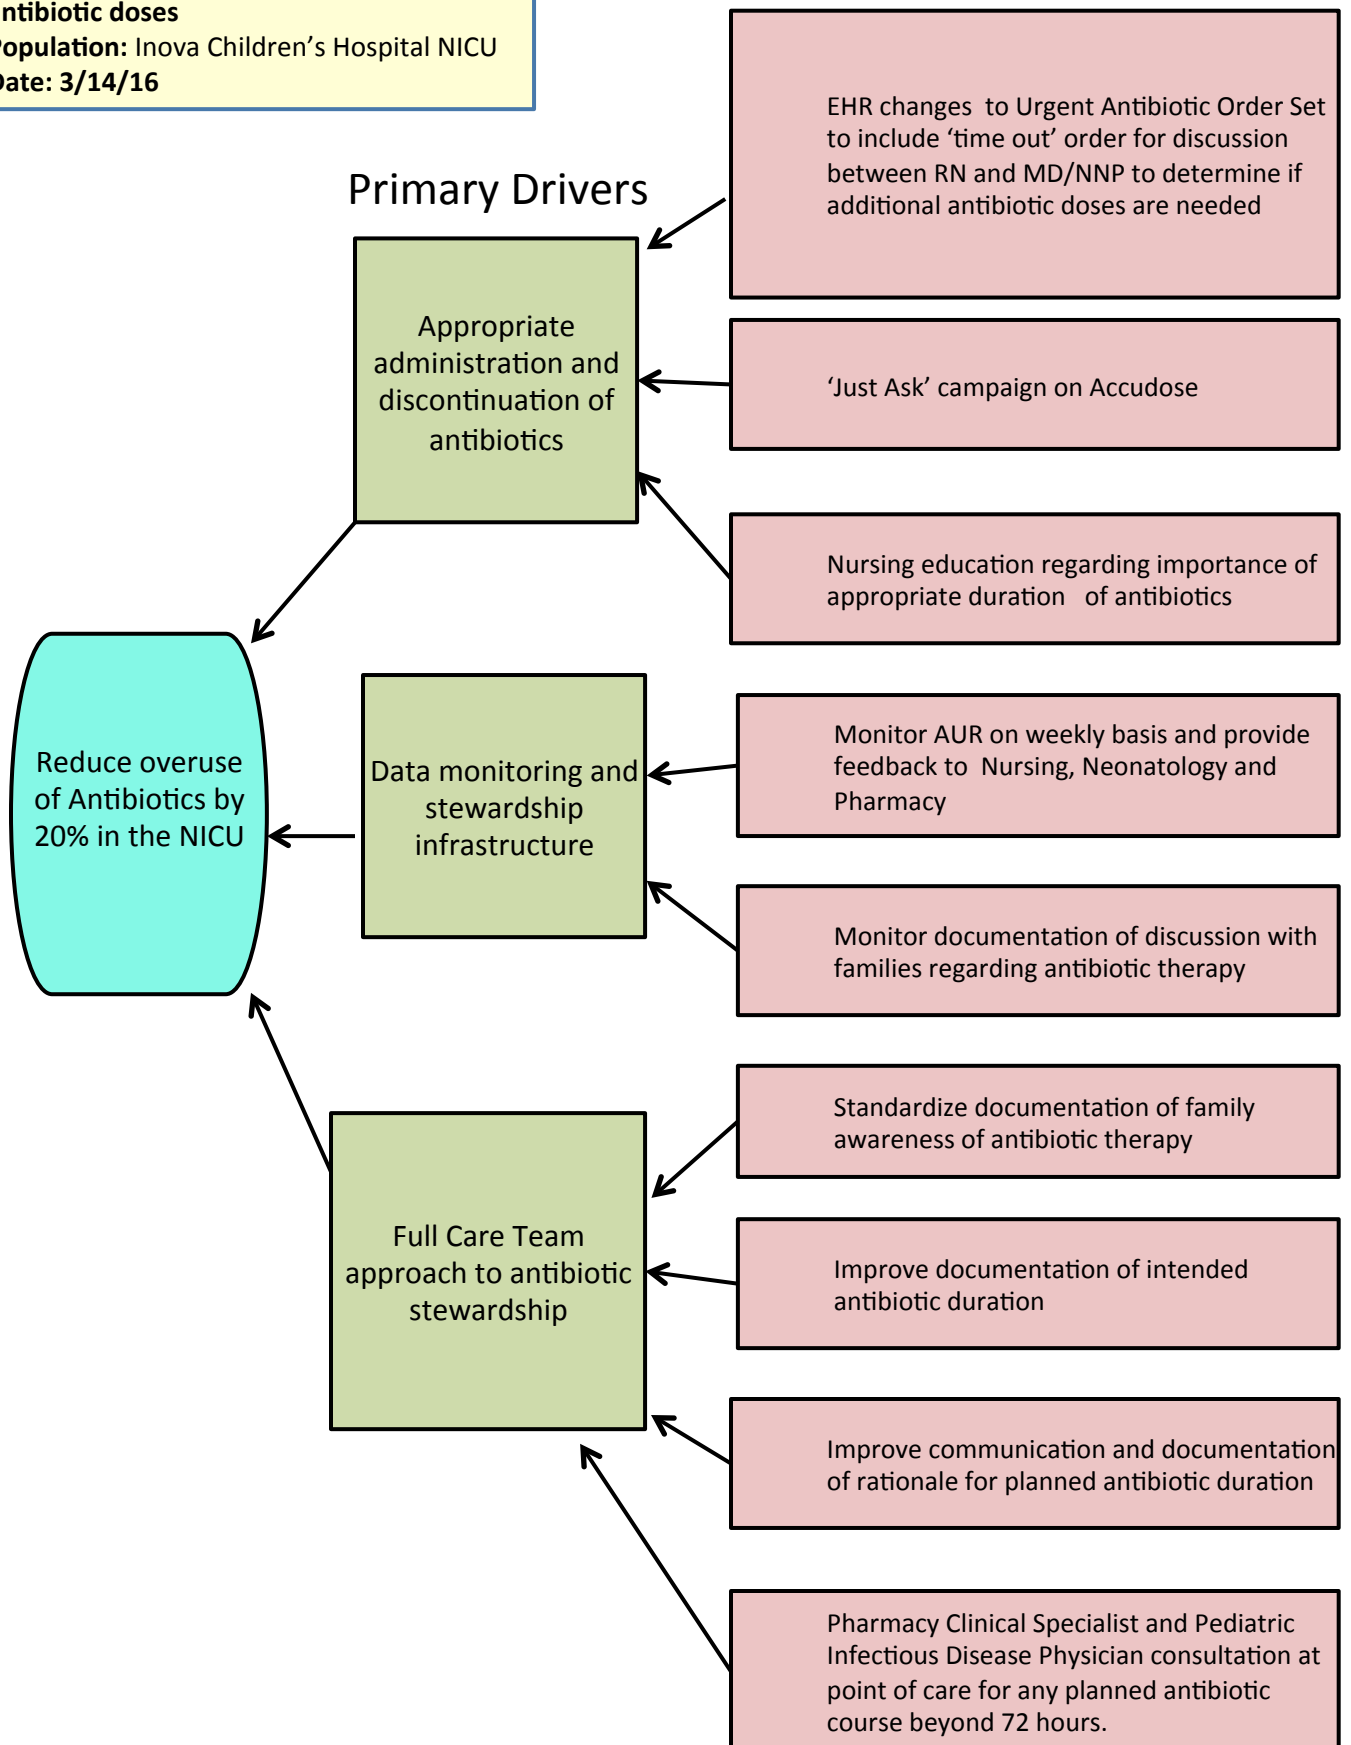 antibiotic doses
Population: Inova Children's Hospital NICU
Date: 3/14/16
Primary Drivers
EHR changes  to Urgent Antibiotic Order Set
to include ‘time out’ order for discussion
between RN and MD/NNP to determine if
additional antibiotic doses are needed
Appropriate
administration and
discontinuation of
antibiotics
‘Just Ask’ campaign on Accudose
Nursing education regarding importance of
appropriate duration   of antibiotics
Reduce overuse
of Antibiotics by
20% in the NICU
Data monitoring and
stewardship
infrastructure
Monitor AUR on weekly basis and provide
feedback to  Nursing, Neonatology and
Pharmacy
Monitor documentation of discussion with
families regarding antibiotic therapy
Full Care Team
approach to antibiotic
stewardship
Standardize documentation of family
awareness of antibiotic therapy
Improve documentation of intended
antibiotic duration
Improve communication and documentation
of rationale for planned antibiotic duration
Pharmacy Clinical Specialist and Pediatric
Infectious Disease Physician consultation at
point of care for any planned antibiotic
course beyond 72 hours.